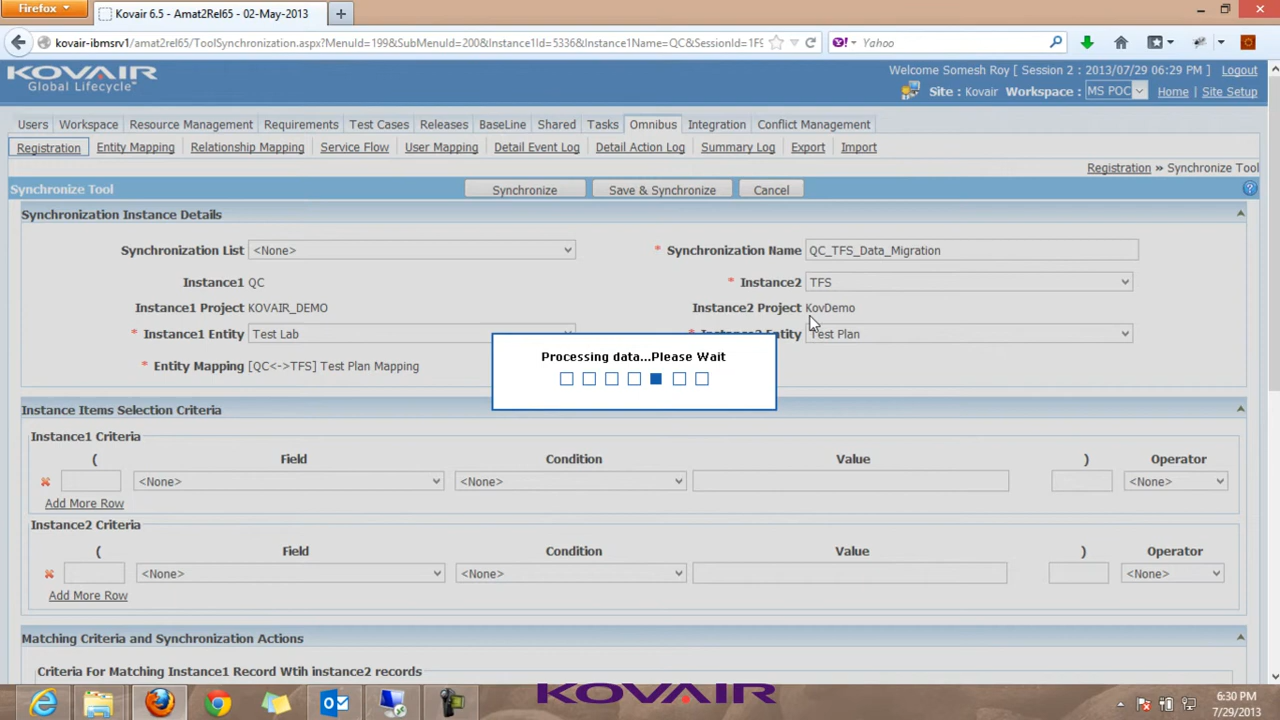 Firefox
Kovair 6.5 - Amat2Rel65 - 02-May-2013
kovair-ibmsrv1/amat2rel65/ToolSynchronization.aspx?MenuId=199&SubMenuId=200&Instance1Id=5336&Instance1Name=QC&SessionId=1F9
Yahoo
KOVAIR
Global Lifecycle
Welcome Somesh Roy [ Session 2 : 2013/07/29 06:29 PM ] Logout
Site : Kovair Workspace : MS POC Home | Site Setup
Users Workspace Resource Management Requirements Test Cases Releases BaseLine Shared Tasks Omnibus Integration Conflict Management
Registration Entity Mapping Relationship Mapping Service Flow User Mapping Detail Event Log Detail Action Log Summary Log Export Import
Registration » Synchronize Tool
Synchronize Tool Synchronize Save & Synchronize Cancel
Synchronization Instance Details
Synchronization List <None> * Synchronization Name QC_TFS_Data_Migration
Instance1 QC * Instance2 TFS
Instance1 Project KOVAIR_DEMO Instance2 Project KovDemo
* Instance1 Entity Test Lab Entity Test Plan
* Entity Mapping [QC<->TFS] Test Plan Mapping
Processing data...Please Wait
Instance Items Selection Criteria
Instance1 Criteria
( Field Condition Value ) Operator
<None> <None> <None>
Add More Row
Instance2 Criteria
( Field Condition Value ) Operator
<None> <None> <None>
Add More Row
Matching Criteria and Synchronization Actions
Criteria For Matching Instance1 Record Wtih instance2 records
KOVAIR
6:30 PM
7/29/2013